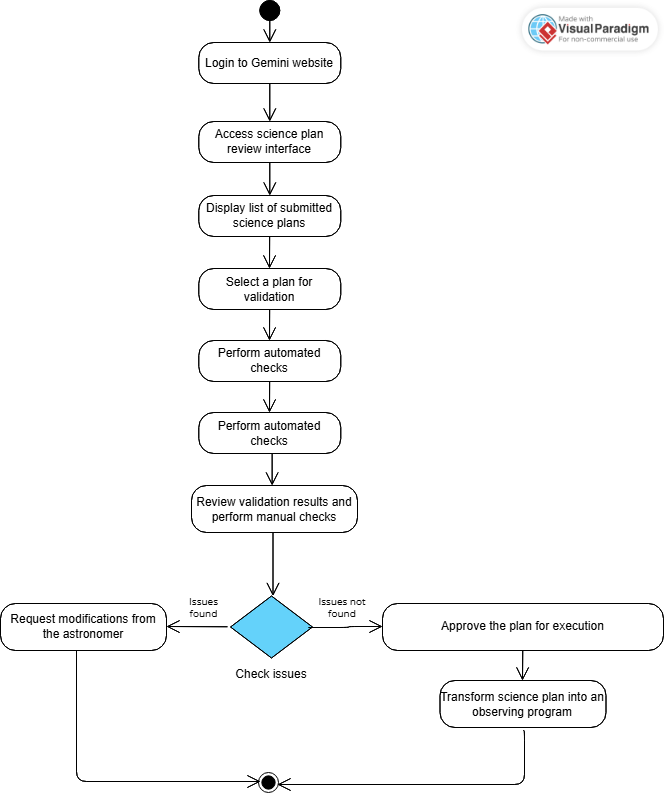 Made with
VisualParadigm
For non-commercial use
Login to Gemini website
Access science plan
review interface
Display list of submitted
science plans
Select a plan for
validation
Perform automated
checks
Perform automated
checks
Review validation results and
perform manual checks
Issues
found
Issues not
found
Request modifications from
the astronomer
Approve the plan for execution
Check issues
Transform science plan into an
observing program